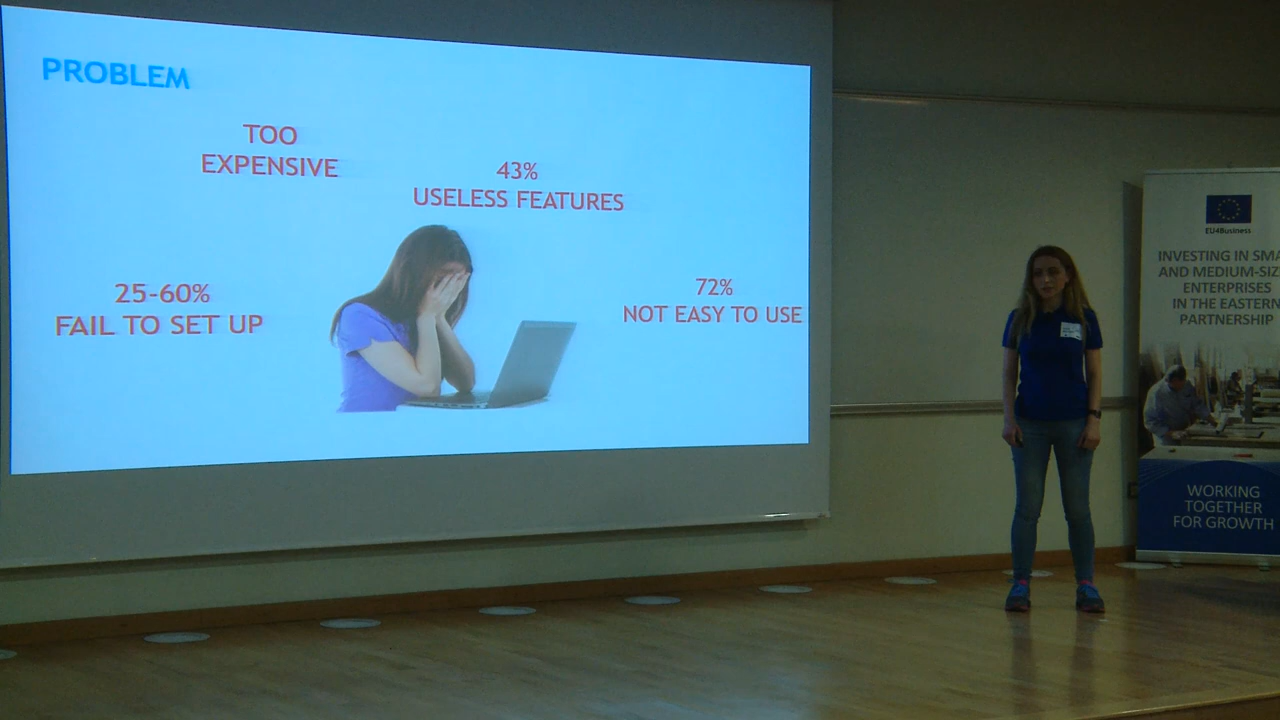 PROBLEM
TOO
EXPENSIVE
43%
USELESS FEATURES
25-60%
FAIL TO SET UP
72%
NOT EASY TO USE
EU4Business
INVESTING IN SMA
AND MEDIUM-SIZ
ENTERPRISES
IN THE EASTERN
PARTNERSHIP
WORKING
TOGETHER
FOR GROWTH